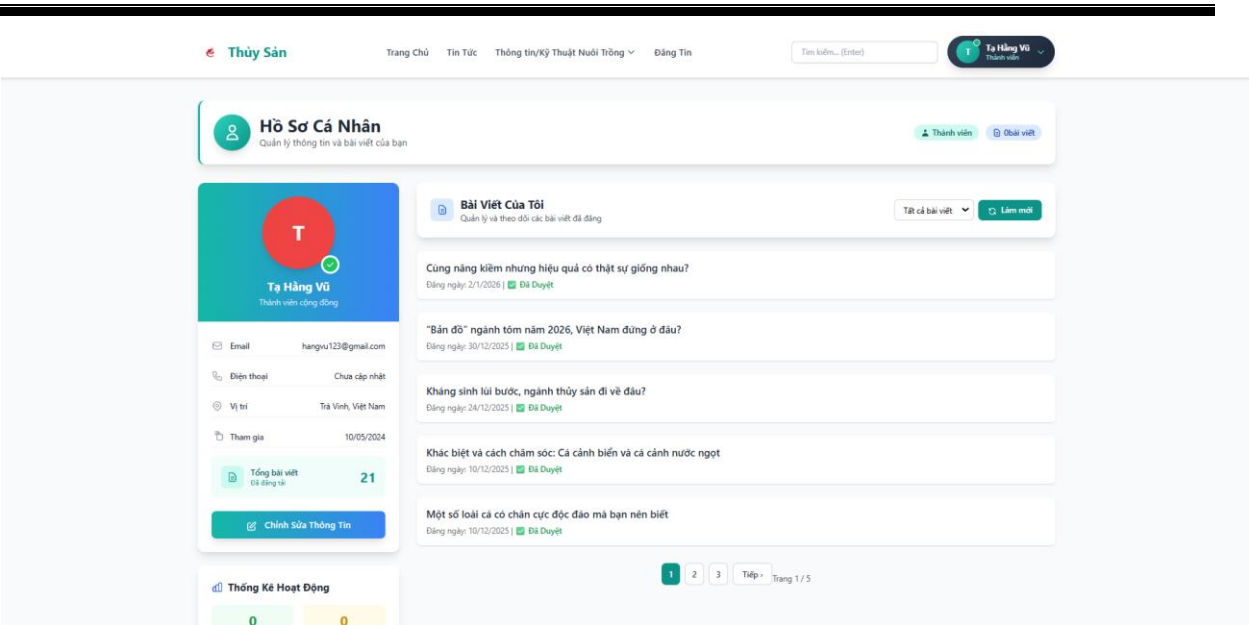 Thủy Sản
Trang Chủ Tin Tức Thông tin/Kỹ Thuật Nuôi Trồng Đăng Tin
Tìm kiếm... (Enter)
T
Tạ Hằng Vũ
Thành viên
Hồ Sơ Cá Nhân
Quản lý thông tin và bài viết của bạn
Thành viên
0bài viết
T
Tạ Hằng Vũ
Thành viên cộng đồng
Email hangvu123@gmail.com
Điện thoại Chưa cập nhật
Vị trí Trà Vinh, Việt Nam
Tham gia 10/05/2024
Tổng bài viết
Đã đăng tải
21
Chỉnh Sửa Thông Tin
Thống Kê Hoạt Động
0 0
Bài Viết Của Tôi
Quản lý và theo dõi các bài viết đã đăng
Tất cả bài viết
Làm mới
Cùng nâng kiềm nhưng hiệu quả có thật sự giống nhau?
Đăng ngày: 2/1/2026 | ✅ Đã Duyệt
"Bản đồ" ngành tôm năm 2026, Việt Nam đứng ở đâu?
Đăng ngày: 30/12/2025 | ✅ Đã Duyệt
Kháng sinh lùi bước, ngành thủy sản đi về đâu?
Đăng ngày: 24/12/2025 | ✅ Đã Duyệt
Khác biệt và cách chăm sóc: Cá cảnh biển và cá cảnh nước ngọt
Đăng ngày: 10/12/2025 | ✅ Đã Duyệt
Một số loài cá có chân cực độc đáo mà bạn nên biết
Đăng ngày: 10/12/2025 | ✅ Đã Duyệt
1 2 3 Tiếp › Trang 1 / 5